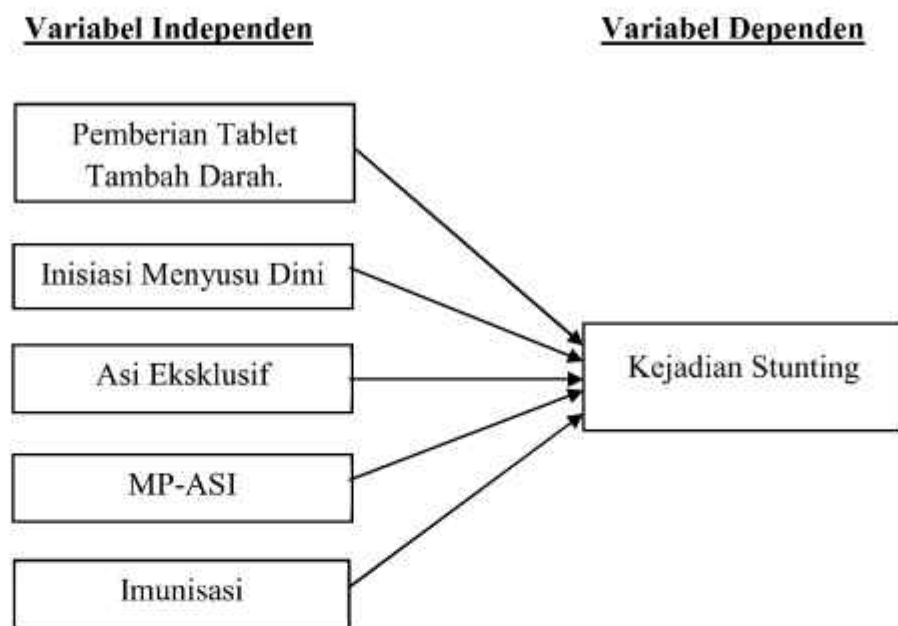 Variabel Independen
Variabel Dependen
Pemberian Tablet
Tambah Darah.
Inisiasi Menyusu Dini
Asi Eksklusif
MP-ASI
Imunisasi
Kejadian Stunting